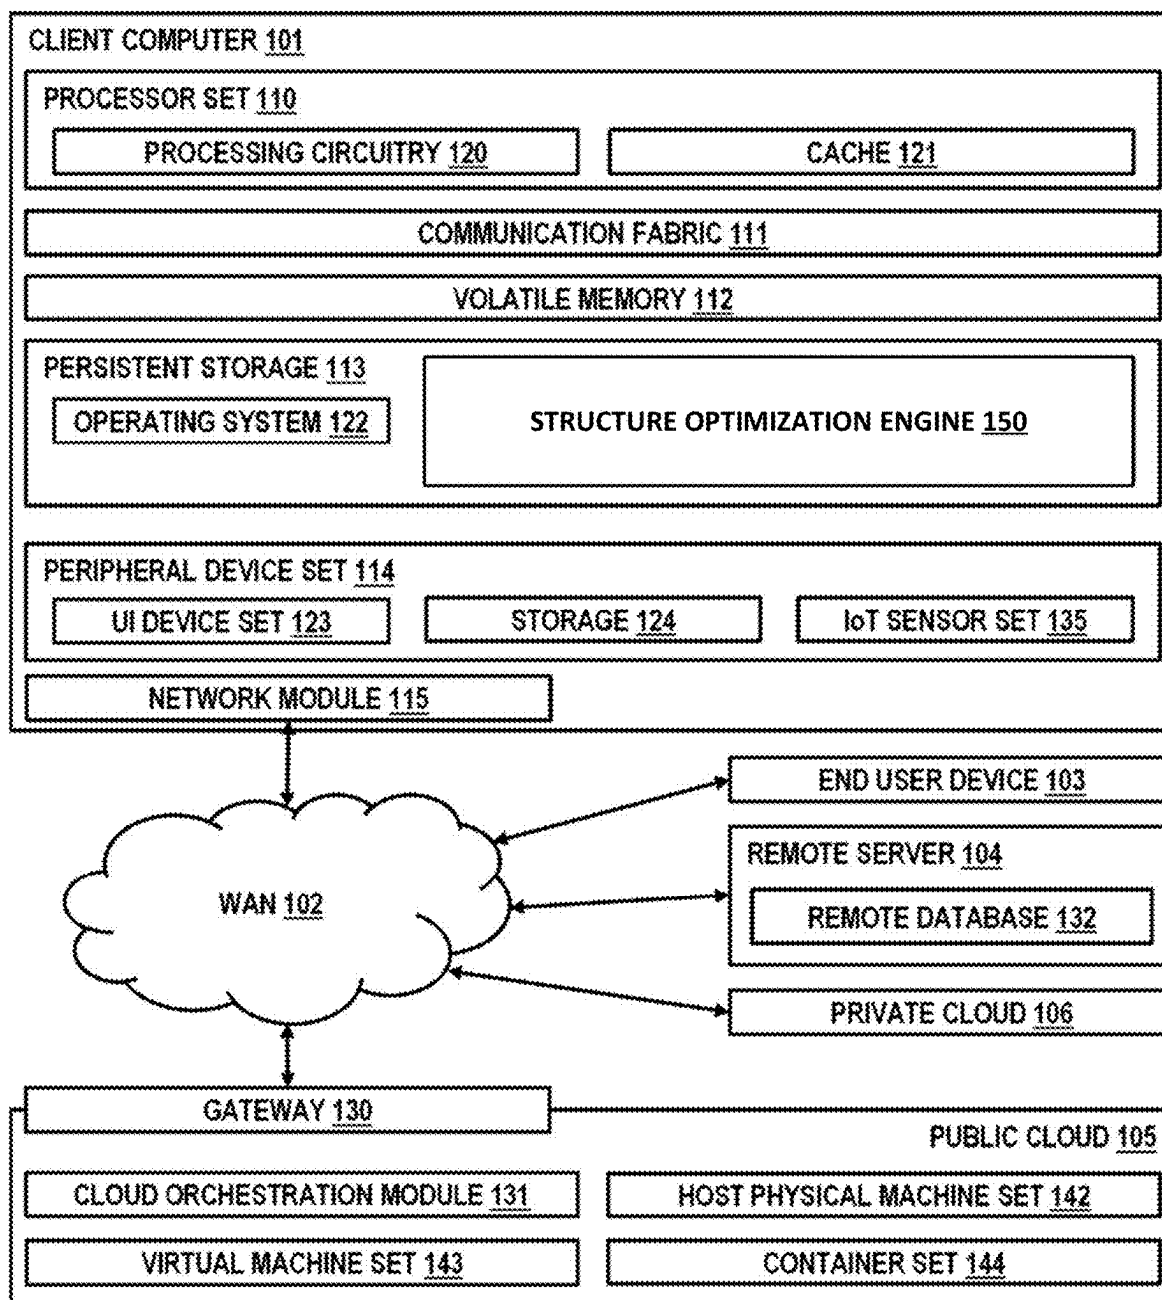 CLIENT COMPUTER 101
PROCESSOR SET 110
PROCESSING CIRCUITRY 120
CACHE 121
COMMUNICATION FABRIC 111
VOLATILE MEMORY 112
PERSISTENT STORAGE 113
OPERATING SYSTEM 122
STRUCTURE OPTIMIZATION ENGINE 150
PERIPHERAL DEVICE SET 114
UI DEVICE SET 123
STORAGE 124
IoT SENSOR SET 135
NETWORK MODULE 115
END USER DEVICE 103
REMOTE SERVER 104
WAN 102
REMOTE DATABASE 132
PRIVATE CLOUD 106
GATEWAY 130
PUBLIC CLOUD 105
CLOUD ORCHESTRATION MODULE 131
HOST PHYSICAL MACHINE SET 142
VIRTUAL MACHINE SET 143
CONTAINER SET 144